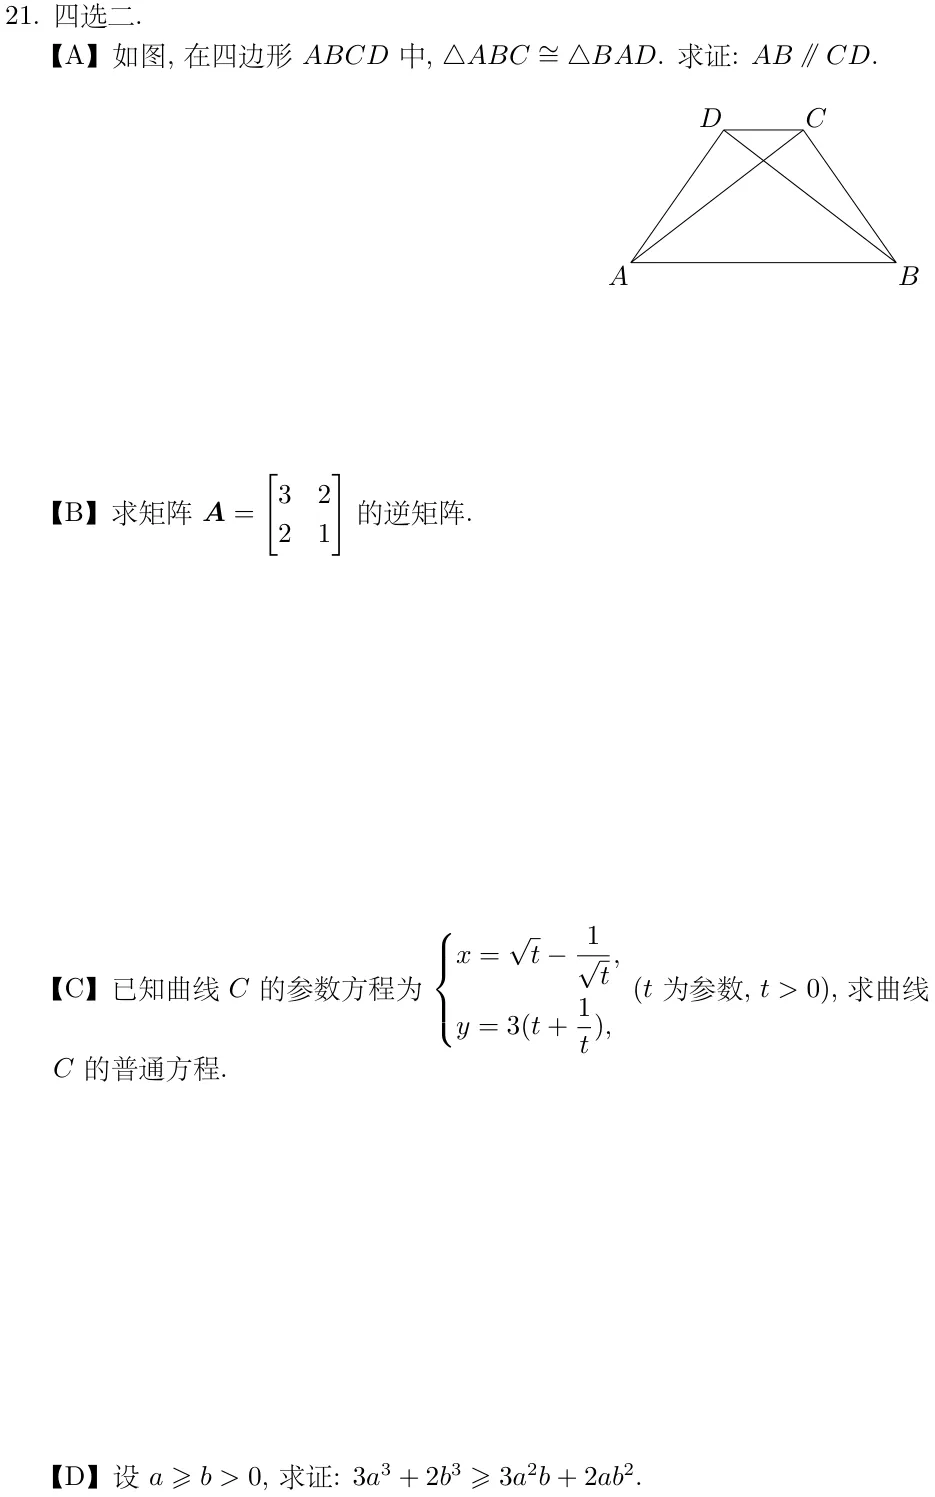 21. 四选二.
【A】如图, 在四边形 ABCD 中, △ABC ≅ △BAD. 求证: AB ∥ CD.
D C
A B
【B】求矩阵 A = [3 2; 2 1] 的逆矩阵.
【C】已知曲线 C 的参数方程为 { x = √t − 1/√t, y = 3(t + 1/t), (t 为参数, t > 0), 求曲线
C 的普通方程.
【D】设 a ⩾ b > 0, 求证: 3a³ + 2b³ ⩾ 3a²b + 2ab².